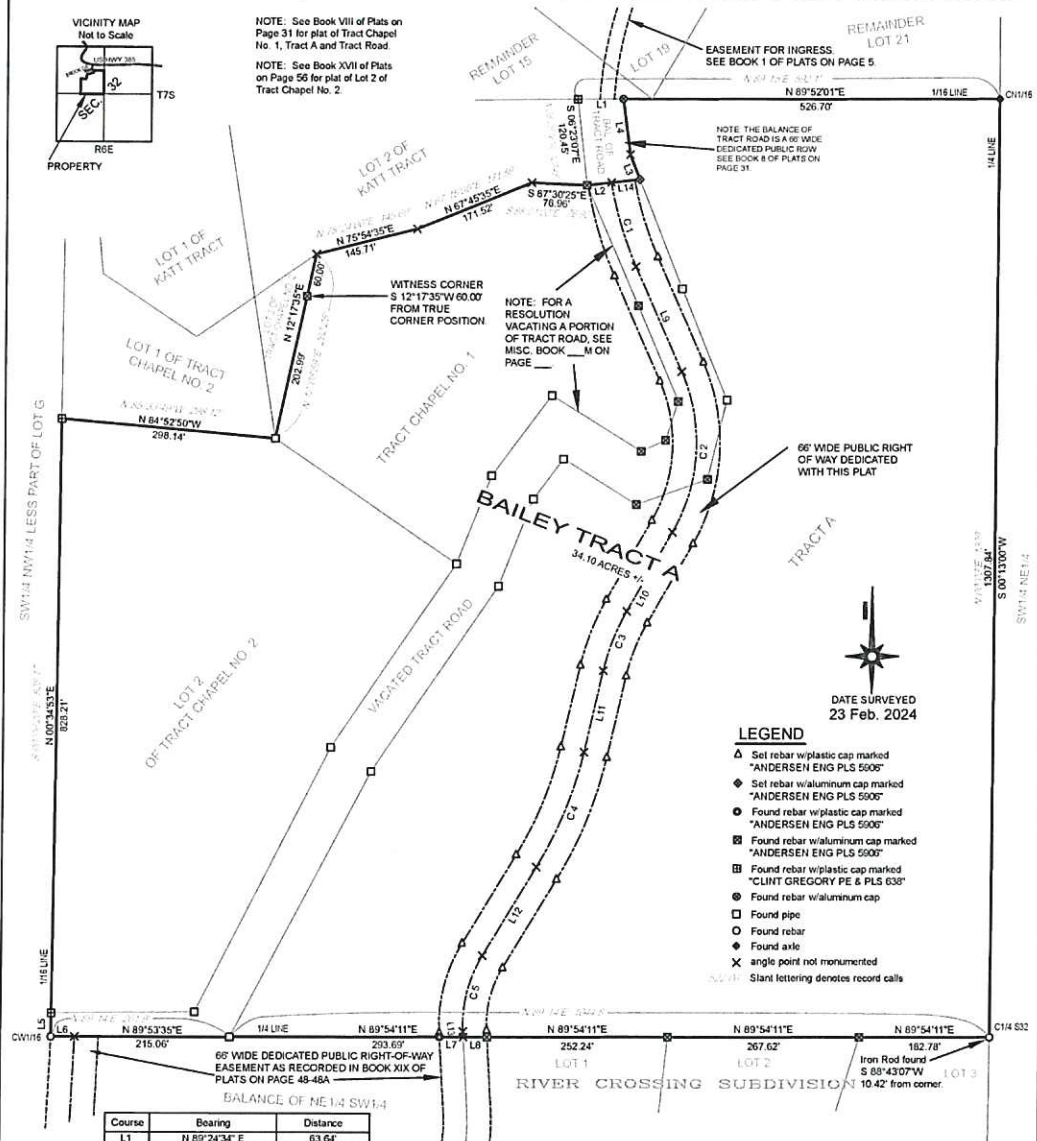 VICINITY MAP
Not to Scale
US HWY 385
SEC. 32
T7S
R6E
PROPERTY
NOTE: See Book VIII of Plats on
Page 31 for plat of Tract Chapel
No. 1, Tract A and Tract Road.
NOTE: See Book XVII of Plats
on Page 56 for plat of Lot 2 of
Tract Chapel No. 2.
REMAINDER
LOT 15
LOT 19
EASEMENT FOR INGRESS.
SEE BOOK 1 OF PLATS ON PAGE 5.
REMAINDER
LOT 21
N 89°52'01"E
526.70'
1/16 LINE
CN1/16
L1
S 06°23'07"E
120.45'
BAL. OF
TRACT ROAD
L4
L3
NOTE: THE BALANCE OF
TRACT ROAD IS A 66' WIDE
DEDICATED PUBLIC ROW
SEE BOOK 8 OF PLATS ON
PAGE 31.
1/4 LINE
LOT 2 OF
KATT TRACT
N 67°45'35"E
171.52'
S 87°30'25"E
76.96'
L2
L14
N 75°54'35"E
145.71'
LOT 1 OF
KATT TRACT
60.00'
N 12°17'35"E
202.99'
WITNESS CORNER
S 12°17'35"W 60.00'
FROM TRUE
CORNER POSITION.
C1
L9
NOTE: FOR A
RESOLUTION
VACATING A PORTION
OF TRACT ROAD, SEE
MISC. BOOK ___M ON
PAGE ___
LOT 1 OF TRACT
CHAPEL NO. 2
N 84°52'50"W
298.14'
TRACT CHAPEL NO. 1
C2
66' WIDE PUBLIC RIGHT
OF WAY DEDICATED
WITH THIS PLAT
SW1/4 NW1/4 LESS PART OF LOT G
BAILEY TRACT A
34.10 ACRES +/-
TRACT A
1307.84'
S 00°13'00"W
SW1/4 NE1/4
L10
C3
VACATED TRACT ROAD
LOT 2
OF TRACT CHAPEL NO. 2
N 00°34'53"E
828.21'
L11
C4
L12
C5
DATE SURVEYED
23 Feb. 2024
LEGEND
Set rebar w/plastic cap marked
"ANDERSEN ENG PLS 5906"
Set rebar w/aluminum cap marked
"ANDERSEN ENG PLS 5906"
Found rebar w/plastic cap marked
"ANDERSEN ENG PLS 5906"
Found rebar w/aluminum cap marked
"ANDERSEN ENG PLS 5906"
Found rebar w/plastic cap marked
"CLINT GREGORY PE & PLS 638"
Found rebar w/aluminum cap
Found pipe
Found rebar
Found axle
angle point not monumented
Slant lettering denotes record calls
1/16 LINE
L5
CW1/16
L6
N 89°53'35"E
215.06'
1/4 LINE
N 89°54'11"E
293.69'
L13
L7
L8
N 89°54'11"E
252.24'
N 89°54'11"E
267.62'
N 89°54'11"E
182.78'
C1/4 S32
66' WIDE DEDICATED PUBLIC RIGHT-OF-WAY
EASEMENT AS RECORDED IN BOOK XIX OF
PLATS ON PAGE 48-48A
LOT 1
LOT 2
LOT 3
Iron Rod found
S 88°43'07"W
10.42' from corner.
RIVER CROSSING SUBDIVISION
BALANCE OF NE1/4 SW1/4
Course Bearing Distance
L1 N 89°24'34" E 63.64'